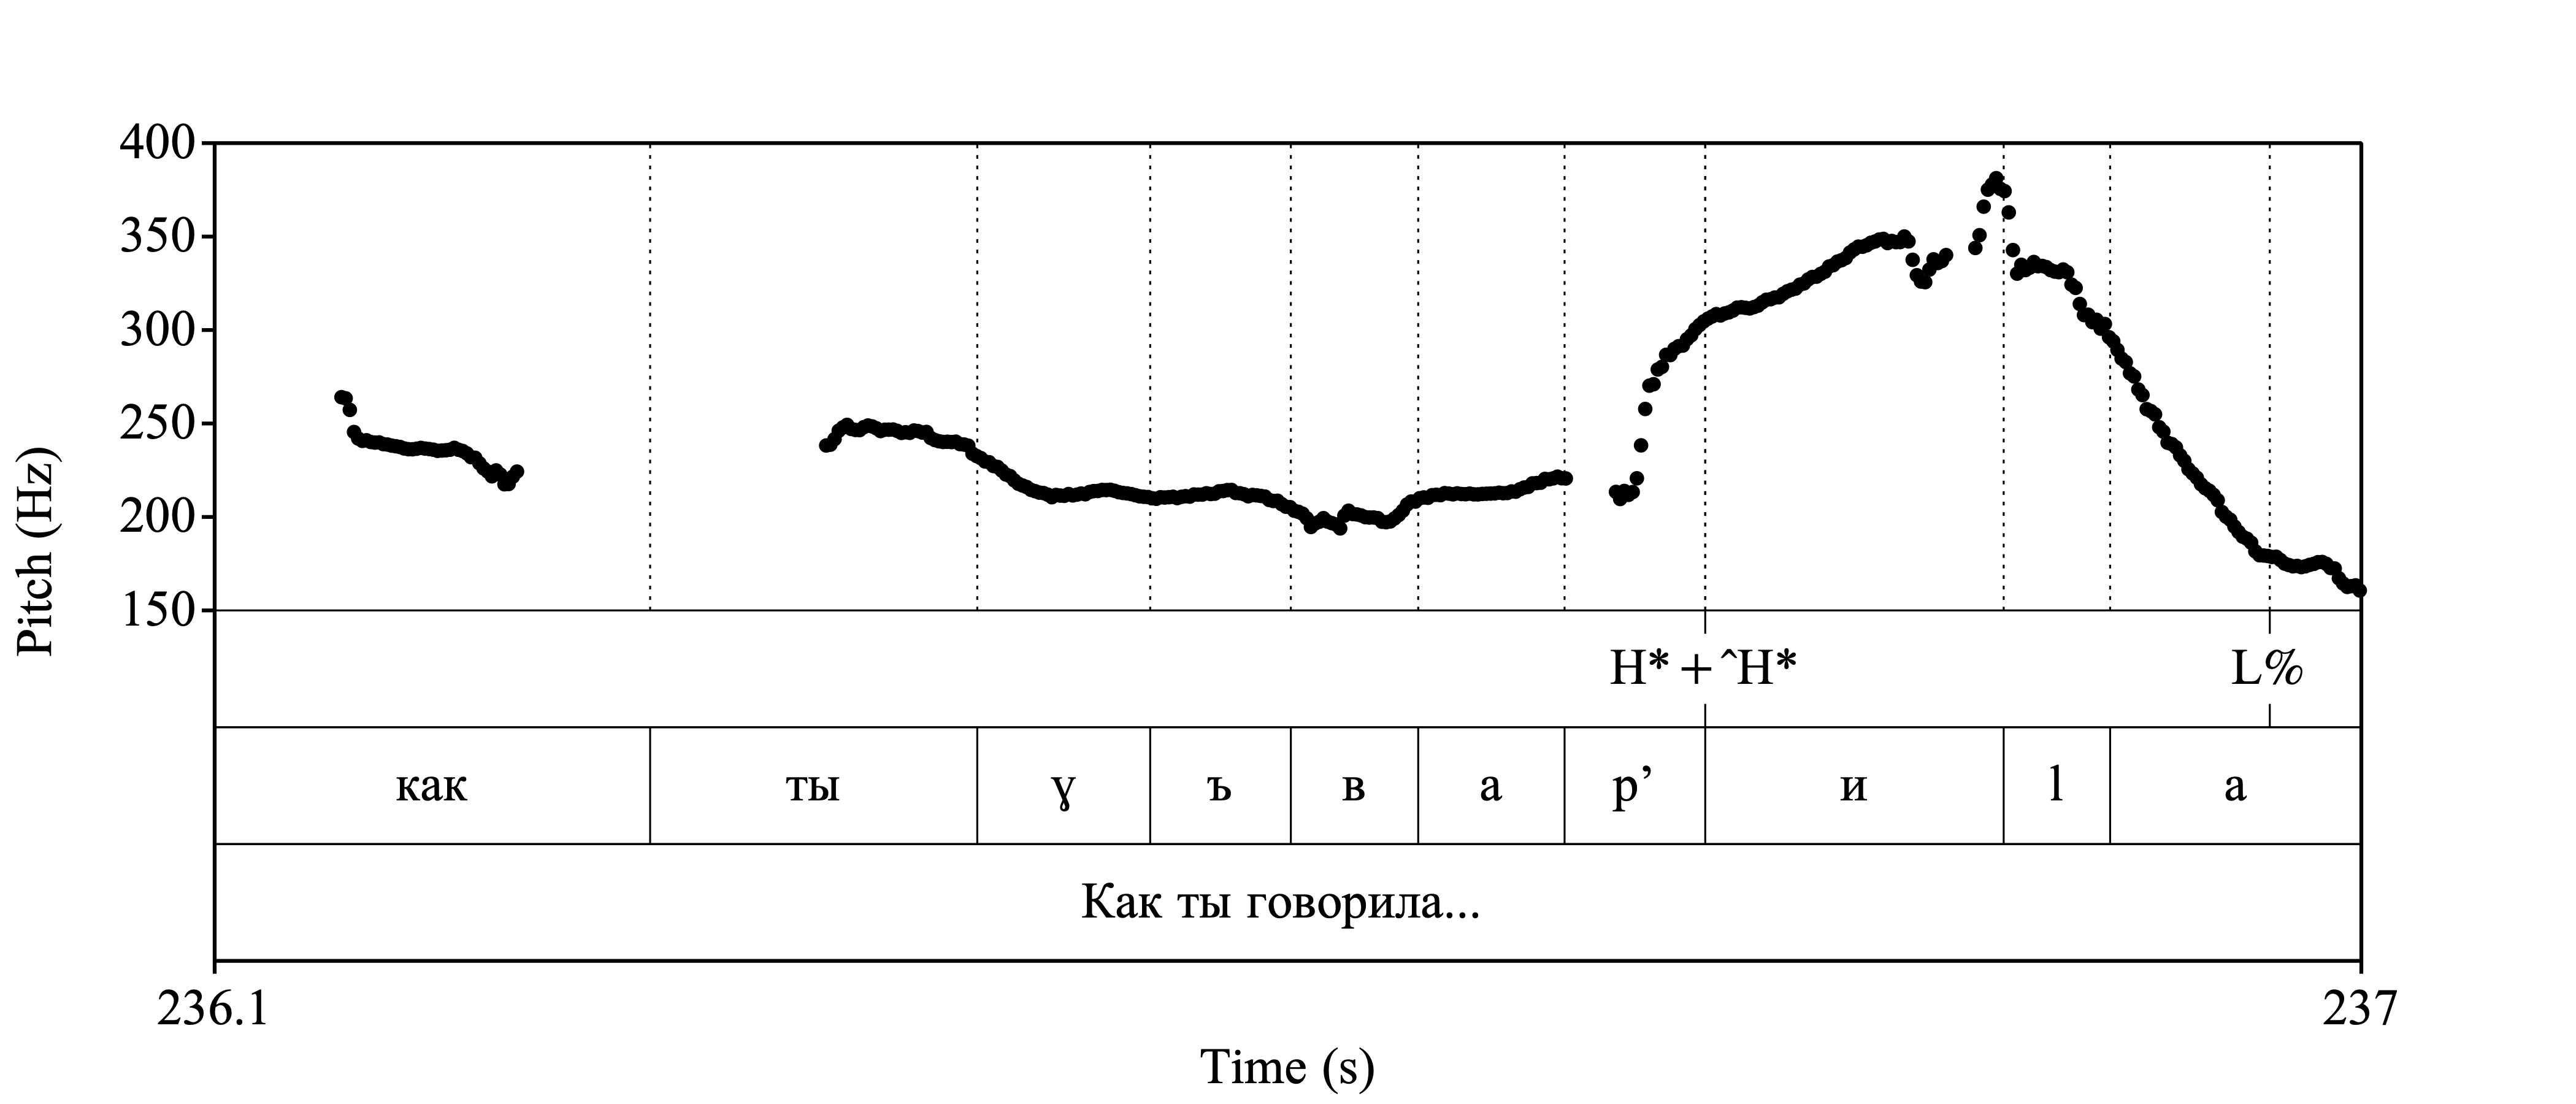 400
350
300
250
200
150
Pitch (Hz)
H* + ˆH* L%
как ты ɣ ъ в а р’ и l а
Как ты говорила...
236.1 237
Time (s)